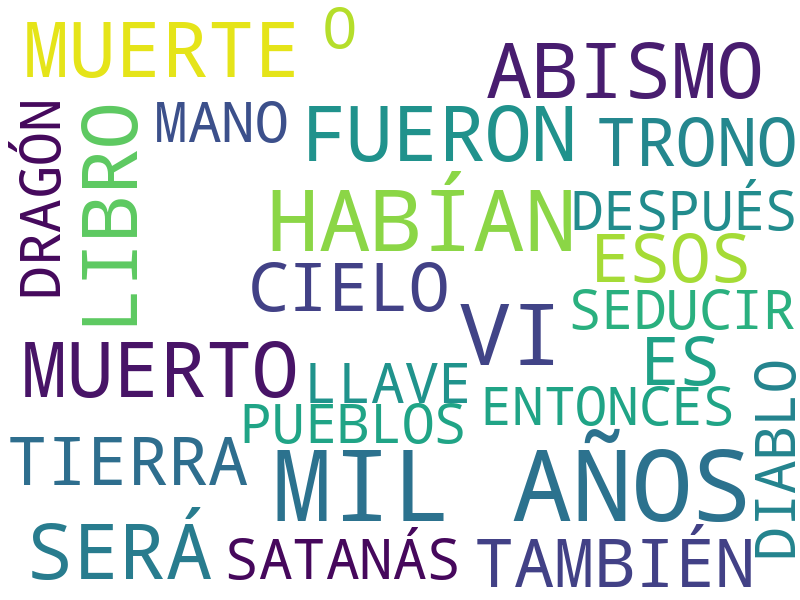 MUERTE
O
ABISMO
DRAGÓN
LIBRO
MANO
FUERON
TRONO
HABÍAN
DESPUÉS
ESOS
CIELO
SEDUCIR
VI
MUERTO
ES
LLAVE
DIABLO
PUEBLOS
ENTONCES
TIERRA
MIL AÑOS
SERÁ
SATANÁS
TAMBIÉN